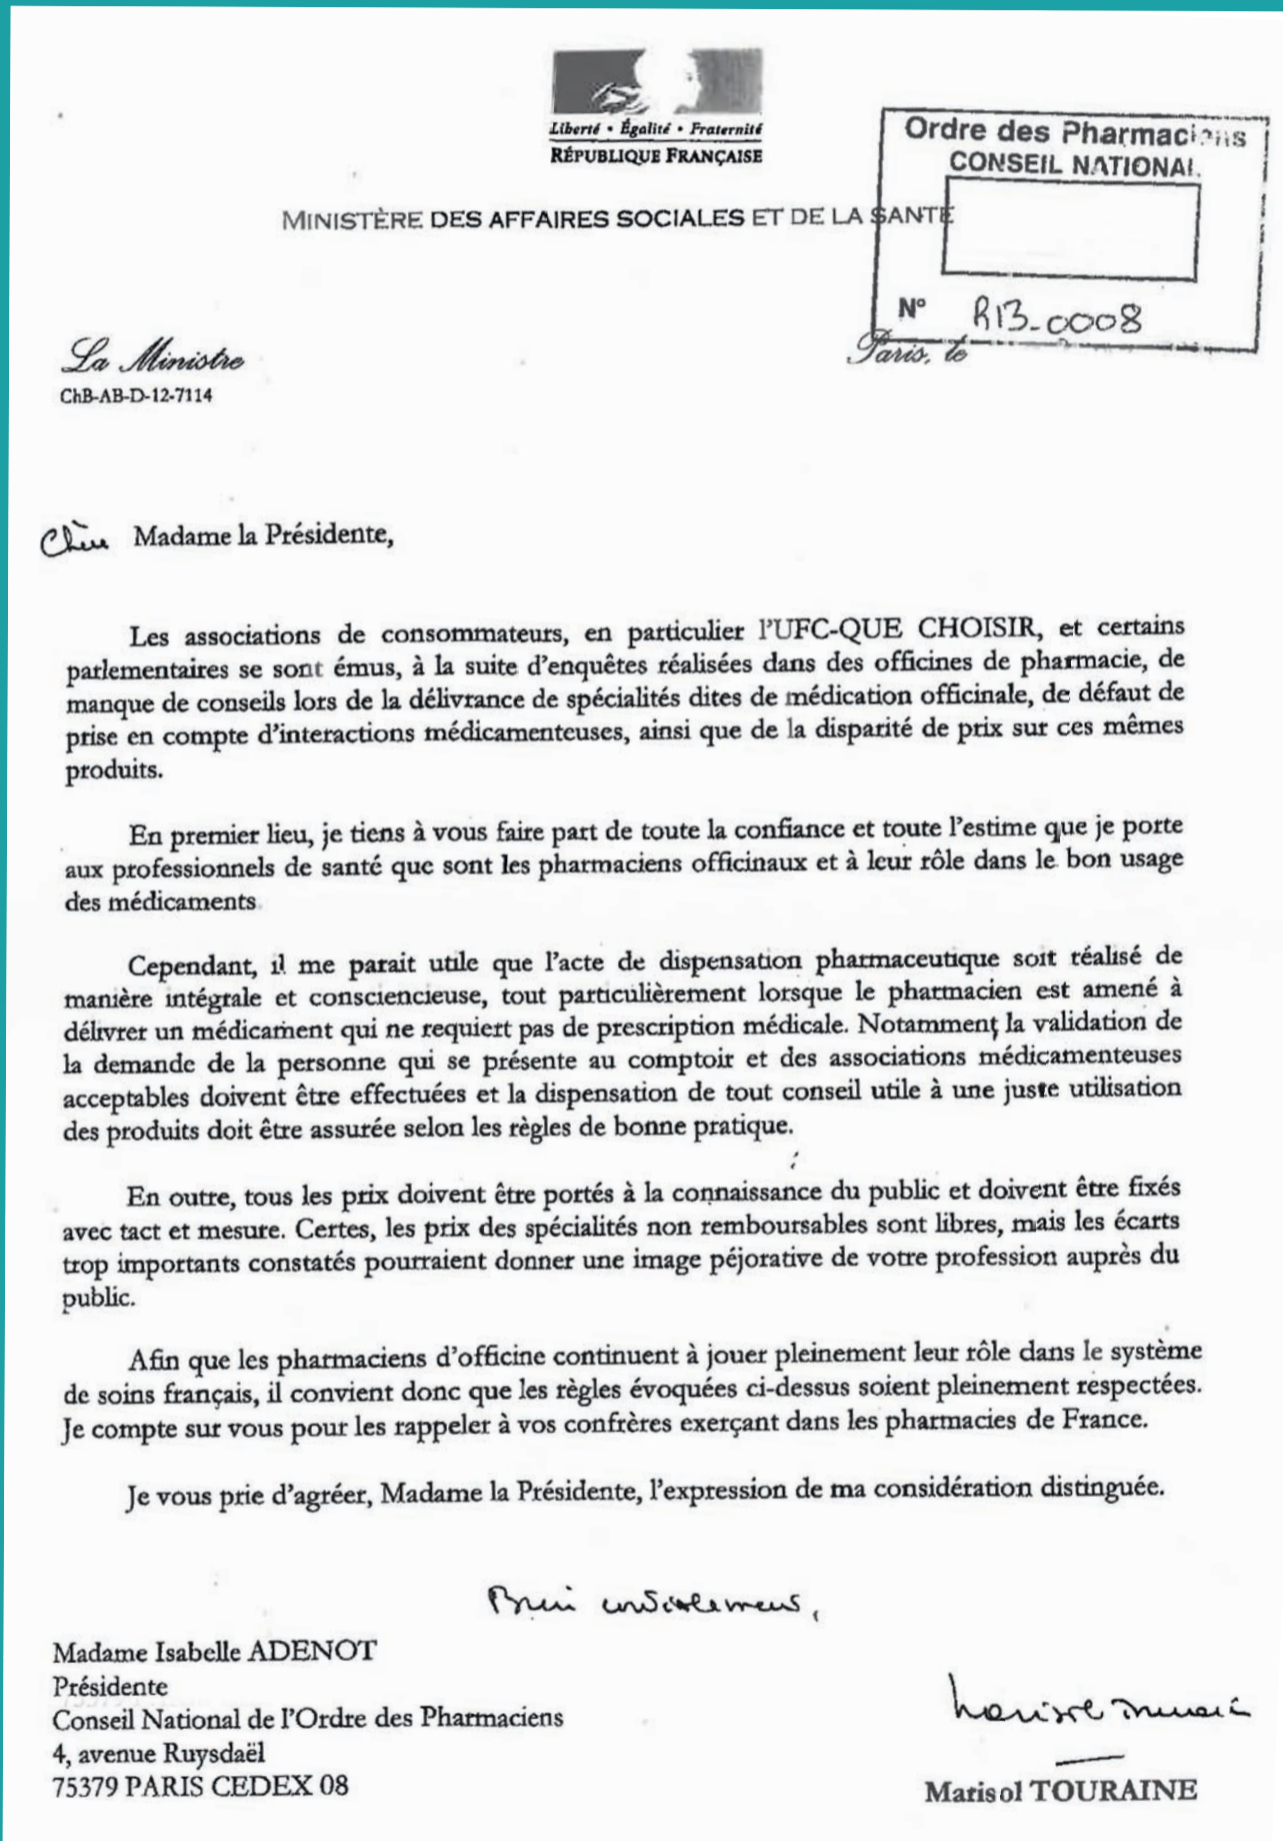 Liberté • Égalité • Fraternité
RÉPUBLIQUE FRANÇAISE
Ordre des Pharmaciens
CONSEIL NATIONAL
MINISTÈRE DES AFFAIRES SOCIALES ET DE LA SANTÉ
N° R13-0008
Paris, le
La Ministre
ChB-AB-D-12-7114
Chère Madame la Présidente,
Les associations de consommateurs, en particulier l'UFC-QUE CHOISIR, et certains
parlementaires se sont émus, à la suite d'enquêtes réalisées dans des officines de pharmacie, de
manque de conseils lors de la délivrance de spécialités dites de médication officinale, de défaut de
prise en compte d'interactions médicamenteuses, ainsi que de la disparité de prix sur ces mêmes
produits.
En premier lieu, je tiens à vous faire part de toute la confiance et toute l'estime que je porte
aux professionnels de santé que sont les pharmaciens officinaux et à leur rôle dans le bon usage
des médicaments.
Cependant, il me parait utile que l'acte de dispensation pharmaceutique soit réalisé de
manière intégrale et consciencieuse, tout particulièrement lorsque le pharmacien est amené à
délivrer un médicament qui ne requiert pas de prescription médicale. Notamment, la validation de
la demande de la personne qui se présente au comptoir et des associations médicamenteuses
acceptables doivent être effectuées et la dispensation de tout conseil utile à une juste utilisation
des produits doit être assurée selon les règles de bonne pratique.
En outre, tous les prix doivent être portés à la connaissance du public et doivent être fixés
avec tact et mesure. Certes, les prix des spécialités non remboursables sont libres, mais les écarts
trop importants constatés pourraient donner une image péjorative de votre profession auprès du
public.
Afin que les pharmaciens d'officine continuent à jouer pleinement leur rôle dans le système
de soins français, il convient donc que les règles évoquées ci-dessus soient pleinement respectées.
Je compte sur vous pour les rappeler à vos confrères exerçant dans les pharmacies de France.
Je vous prie d'agréer, Madame la Présidente, l'expression de ma considération distinguée.
Bien cordialement,
Madame Isabelle ADENOT
Présidente
Conseil National de l'Ordre des Pharmaciens
4, avenue Ruysdaël
75379 PARIS CEDEX 08
Marisol Touraine
Marisol TOURAINE